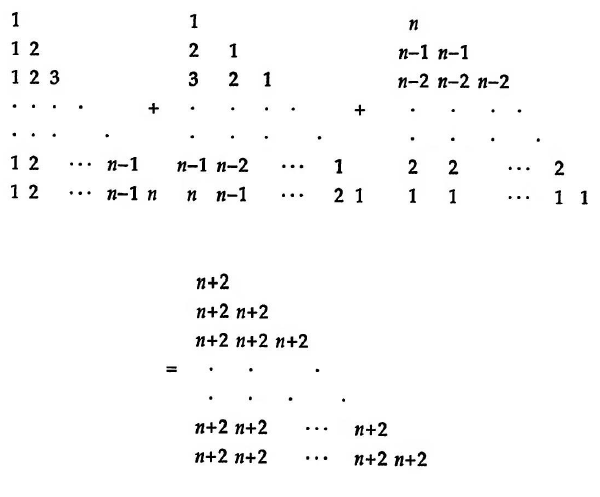 1 1 n
1 2 2 1 n–1 n–1
1 2 3 3 2 1 n–2 n–2 n–2
· · · · + · · · · + · · · ·
· · · · · · · · · · · ·
1 2 ··· n–1 n–1 n–2 ··· 1 2 2 ··· 2
1 2 ··· n–1 n n n–1 ··· 2 1 1 1 ··· 1 1
n+2
n+2 n+2
n+2 n+2 n+2
= · · ·
· · · ·
n+2 n+2 ··· n+2
n+2 n+2 ··· n+2 n+2